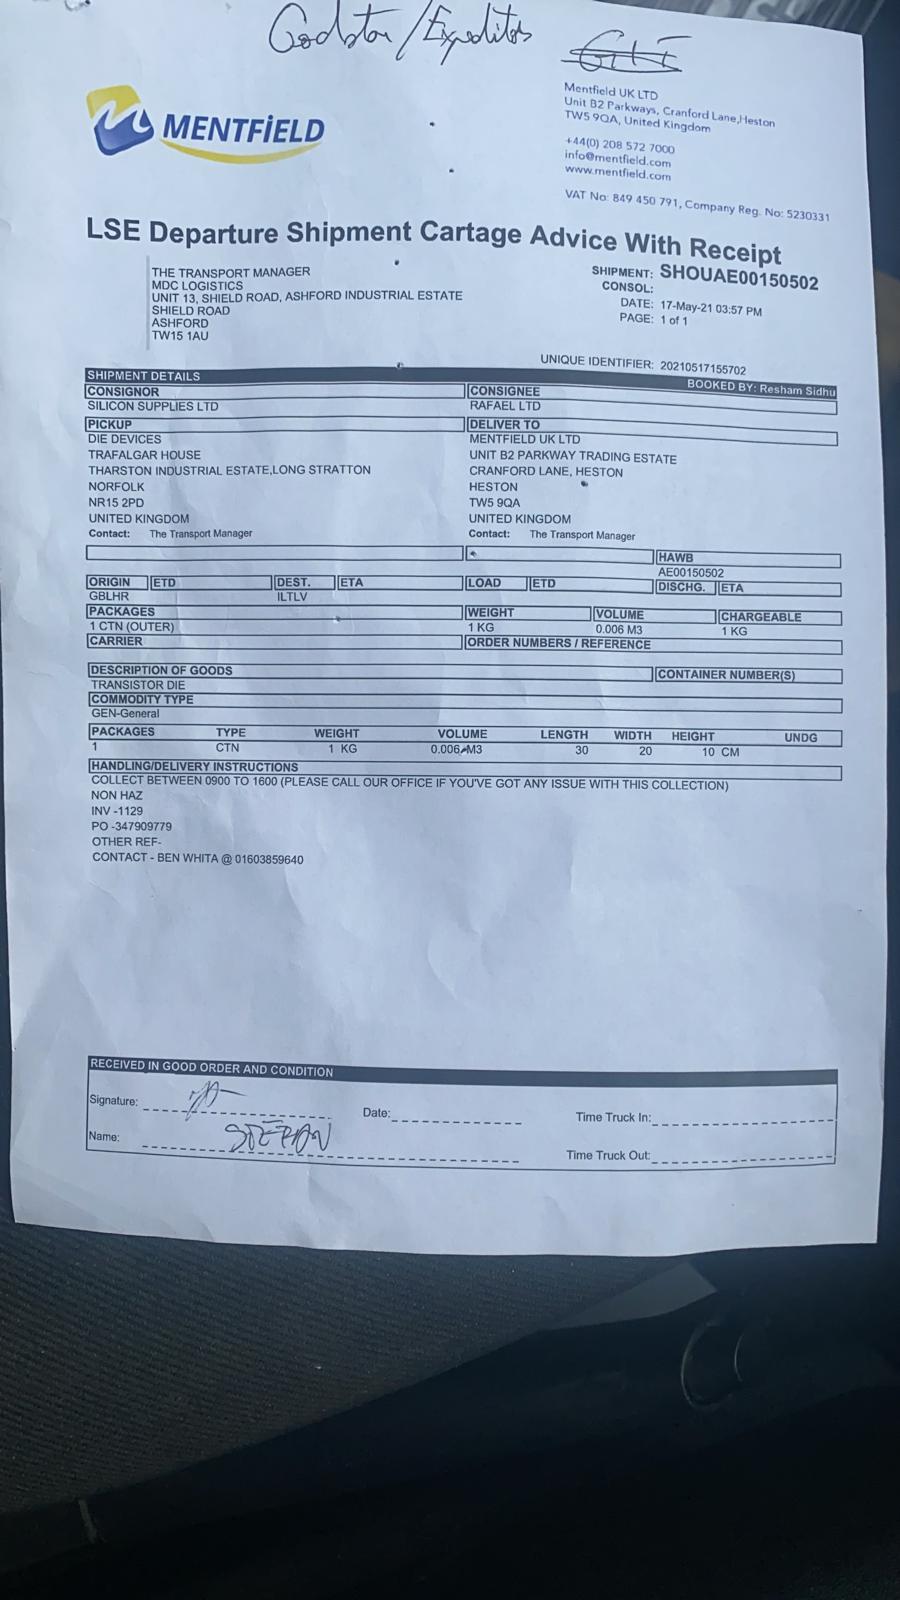 Godstar/Expeditors
MENTFiELD
Mentfield UK LTD
Unit B2 Parkways, Cranford Lane,Heston
TW5 9QA, United Kingdom
+44(0) 208 572 7000
info@mentfield.com
www.mentfield.com
VAT No: 849 450 791, Company Reg. No: 5230331
LSE Departure Shipment Cartage Advice With Receipt
THE TRANSPORT MANAGER
MDC LOGISTICS
UNIT 13, SHIELD ROAD, ASHFORD INDUSTRIAL ESTATE
SHIELD ROAD
ASHFORD
TW15 1AU
SHIPMENT: SHOUAE00150502
CONSOL:
DATE: 17-May-21 03:57 PM
PAGE: 1 of 1
UNIQUE IDENTIFIER: 20210517155702
SHIPMENT DETAILS BOOKED BY: Resham Sidhu
CONSIGNOR CONSIGNEE
SILICON SUPPLIES LTD RAFAEL LTD
PICKUP DELIVER TO
DIE DEVICES MENTFIELD UK LTD
TRAFALGAR HOUSE UNIT B2 PARKWAY TRADING ESTATE
THARSTON INDUSTRIAL ESTATE,LONG STRATTON CRANFORD LANE, HESTON
NORFOLK HESTON
NR15 2PD TW5 9QA
UNITED KINGDOM UNITED KINGDOM
Contact: The Transport Manager Contact: The Transport Manager
HAWB
AE00150502
ORIGIN ETD DEST. ETA LOAD ETD DISCHG. ETA
GBLHR ILTLV
PACKAGES WEIGHT VOLUME CHARGEABLE
1 CTN (OUTER) 1 KG 0.006 M3 1 KG
CARRIER ORDER NUMBERS / REFERENCE
DESCRIPTION OF GOODS CONTAINER NUMBER(S)
TRANSISTOR DIE
COMMODITY TYPE
GEN-General
PACKAGES TYPE WEIGHT VOLUME LENGTH WIDTH HEIGHT UNDG
1 CTN 1 KG 0.006 M3 30 20 10 CM
HANDLING/DELIVERY INSTRUCTIONS
COLLECT BETWEEN 0900 TO 1600 (PLEASE CALL OUR OFFICE IF YOU'VE GOT ANY ISSUE WITH THIS COLLECTION)
NON HAZ
INV -1129
PO -347909779
OTHER REF-
CONTACT - BEN WHITA @ 01603859640
RECEIVED IN GOOD ORDER AND CONDITION
Signature: Date: Time Truck In:
Name: STEFAN Time Truck Out: